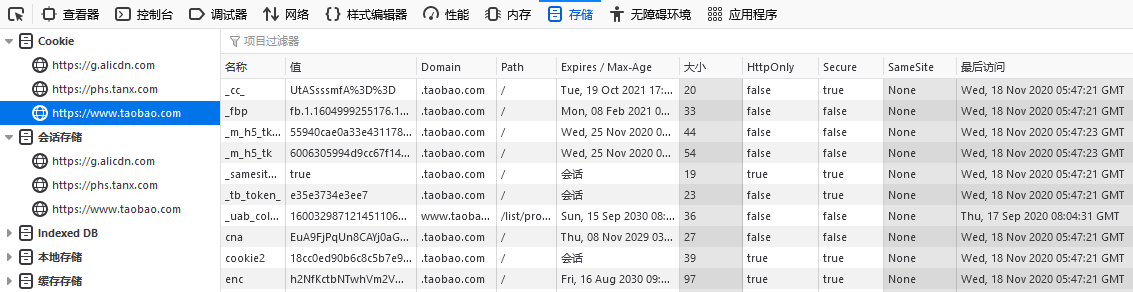 查看器 控制台 调试器 网络 样式编辑器 性能 内存 存储 无障碍环境 应用程序
Cookie
https://g.alicdn.com
https://phs.tanx.com
https://www.taobao.com
会话存储
https://g.alicdn.com
https://phs.tanx.com
https://www.taobao.com
Indexed DB
本地存储
缓存存储
项目过滤器
名称 值 Domain Path Expires / Max-Age 大小 HttpOnly Secure SameSite 最后访问
_cc_ UtASsssmfA%3D%3D .taobao.com / Tue, 19 Oct 2021 17:... 20 false true None Wed, 18 Nov 2020 05:47:21 GMT
_fbp fb.1.1604999255176.1... .taobao.com / Mon, 08 Feb 2021 0... 33 false false None Wed, 18 Nov 2020 05:47:21 GMT
_m_h5_tk... 55940cae0a33e431178... .taobao.com / Wed, 25 Nov 2020 0... 44 false false None Wed, 18 Nov 2020 05:47:23 GMT
_m_h5_tk 6006305994d9cc67f14... .taobao.com / Wed, 25 Nov 2020 0... 54 false false None Wed, 18 Nov 2020 05:47:23 GMT
_samesit... true .taobao.com / 会话 19 true true None Wed, 18 Nov 2020 05:47:21 GMT
_tb_token_ e35e3734e3ee7 .taobao.com / 会话 23 false true None Wed, 18 Nov 2020 05:47:21 GMT
_uab_col... 160032987121451106... www.taoba... /list/pro... Sun, 15 Sep 2030 08:... 36 false false None Thu, 17 Sep 2020 08:04:31 GMT
cna EuA9FjPqUn8CAYj0aG... .taobao.com / Thu, 08 Nov 2029 03... 27 false false None Wed, 18 Nov 2020 05:47:21 GMT
cookie2 18cc0ed90b6c8c5b7e9... .taobao.com / 会话 39 true true None Wed, 18 Nov 2020 05:47:21 GMT
enc h2NfKctbNTwhVm2V... .taobao.com / Fri, 16 Aug 2030 09:... 97 true true None Wed, 18 Nov 2020 05:47:21 GMT